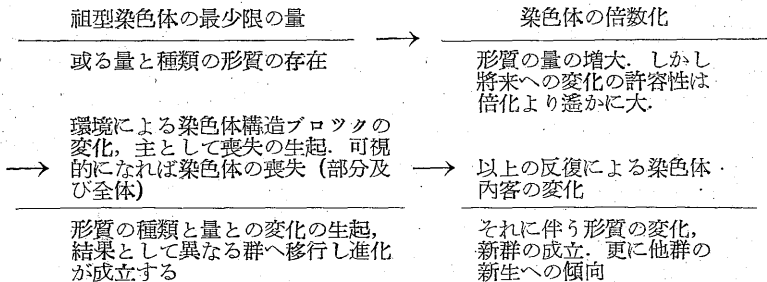 祖型染色体の最少限の量
染色体の倍数化
或る量と種類の形質の存在
形質の量の増大.しかし
將来への変化の許容性は
倍化より遙かに大.
環境による染色体構造ブロックの
変化,主として喪失の生起.可視
的になれば染色体の喪失(部分及
び全体)
以上の反復による染色体
内客の変化
形質の種類と量との変化の生起,
結果として異なる群へ移行し進化
が成立する
それに伴う形質の変化,
新群の成立.更に他群の
新生への傾向